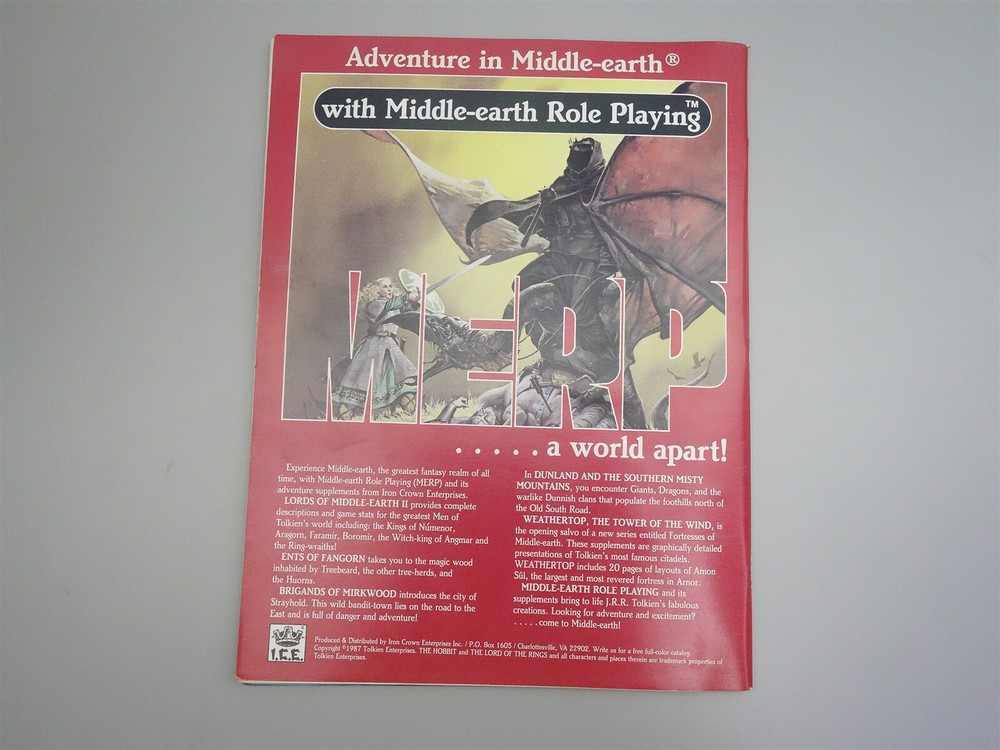 Adventure in Middle-earth®
with Middle-earth Role Playing™
MERP
. . . . . a world apart!
Experience Middle-earth, the greatest fantasy realm of all
time, with Middle-earth Role Playing (MERP) and its
adventure supplements from Iron Crown Enterprises.
LORDS OF MIDDLE-EARTH II provides complete
descriptions and game stats for the greatest Men of
Tolkien's world including: the Kings of Númenor,
Aragorn, Faramir, Boromir, the Witch-king of Angmar and
the Ring-wraiths!
ENTS OF FANGORN takes you to the magic wood
inhabited by Treebeard, the other tree-herds, and
the Huorns.
BRIGANDS OF MIRKWOOD introduces the city of
Strayhold. This wild bandit-town lies on the road to the
East and is full of danger and adventure!
In DUNLAND AND THE SOUTHERN MISTY
MOUNTAINS, you encounter Giants, Dragons, and the
warlike Dunnish clans that populate the foothills north of
the Old South Road.
WEATHERTOP, THE TOWER OF THE WIND, is
the opening salvo of a new series entitled Fortresses of
Middle-earth. These supplements are graphically detailed
presentations of Tolkien's most famous citadels.
WEATHERTOP includes 20 pages of layouts of Amon
Sûl, the largest and most revered fortress in Arnor.
MIDDLE-EARTH ROLE PLAYING and its
supplements bring to life J.R.R. Tolkien's fabulous
creations. Looking for adventure and excitement?
. . . . . come to Middle-earth!
I.C.E.
Produced & Distributed by Iron Crown Enterprises Inc. / P.O. Box 1605 / Charlottesville, VA 22902. Write us for a free full-color catalog.
Copyright ©1987 Tolkien Enterprises. THE HOBBIT and THE LORD OF THE RINGS and all characters and places therein are trademark properties of
Tolkien Enterprises.